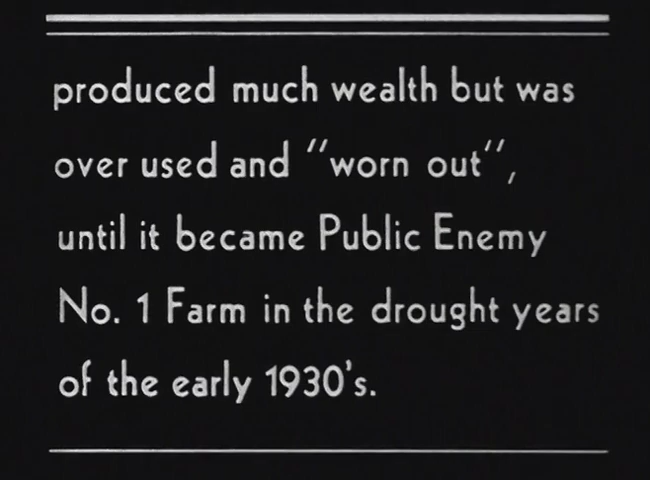 produced much wealth but was
over used and "worn out",
until it became Public Enemy
No. 1 Farm in the drought years
of the early 1930's.